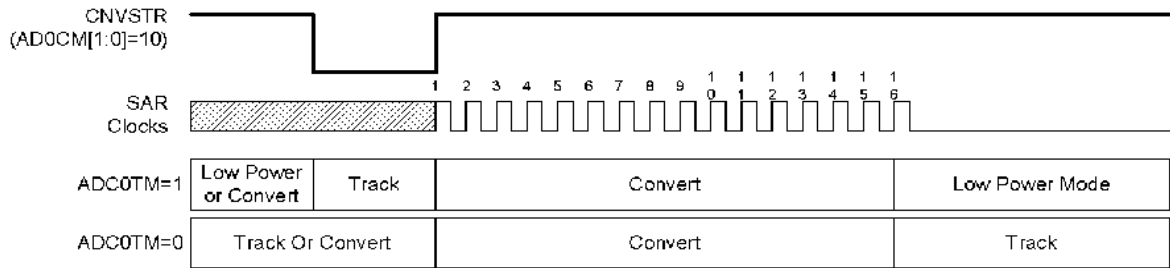 CNVSTR
(AD0CM[1:0]=10)
1 2 3 4 5 6 7 8 9 10 11 12 13 14 15 16
SAR
Clocks
ADC0TM=1
Low Power
or Convert
Track
Convert
Low Power Mode
ADC0TM=0
Track Or Convert
Convert
Track